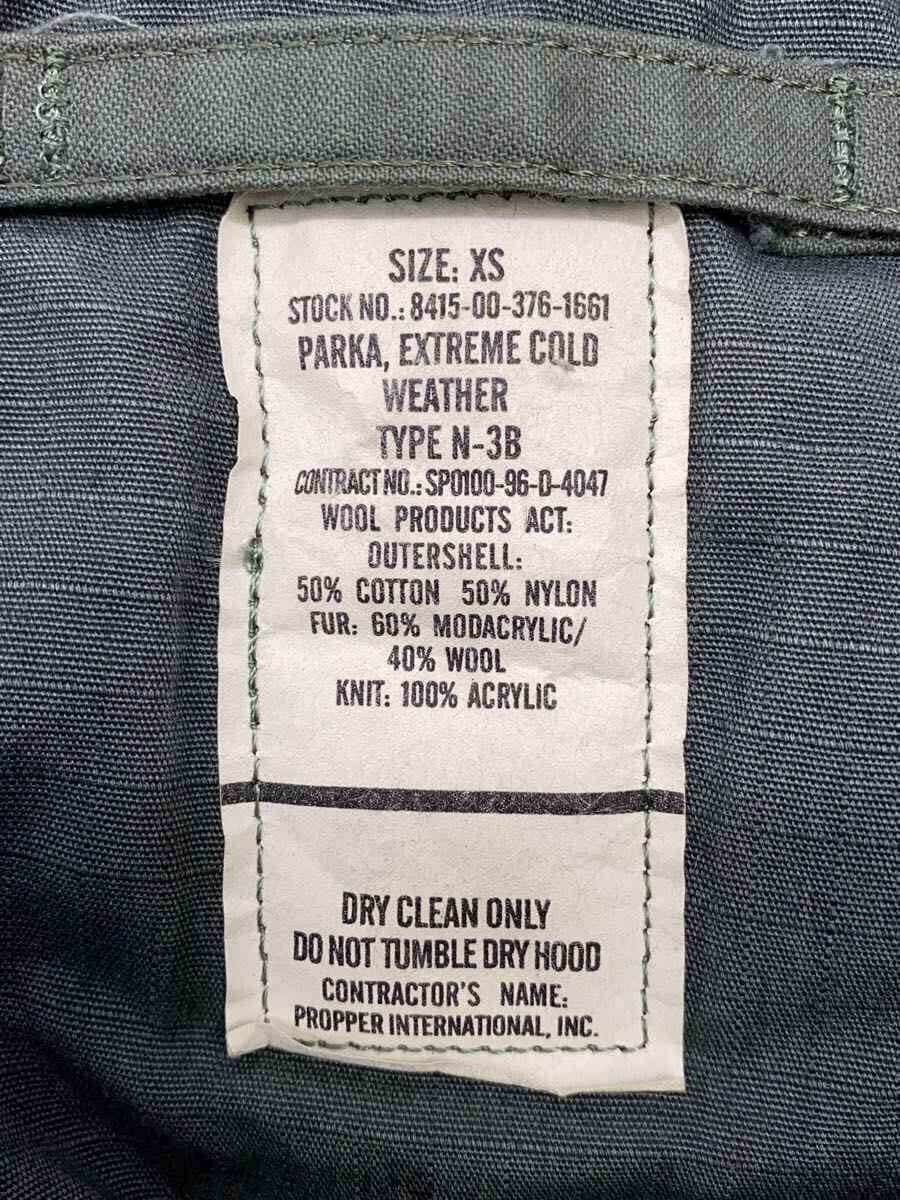 SIZE: XS
STOCK NO.: 8415-00-376-1661
PARKA, EXTREME COLD
WEATHER
TYPE N-3B
CONTRACT NO.: SP0100-96-D-4047
WOOL PRODUCTS ACT:
OUTERSHELL:
50% COTTON 50% NYLON
FUR: 60% MODACRYLIC/
40% WOOL
KNIT: 100% ACRYLIC
DRY CLEAN ONLY
DO NOT TUMBLE DRY HOOD
CONTRACTOR'S NAME:
PROPPER INTERNATIONAL, INC.